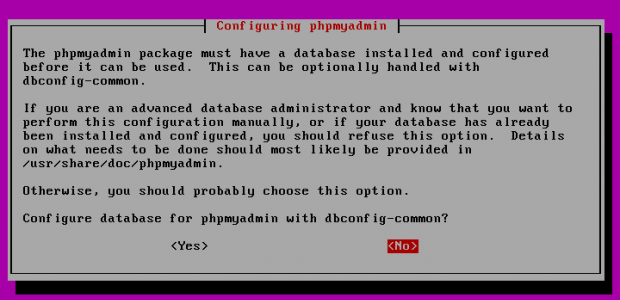 Configuring phpmyadmin
The phpmyadmin package must have a database installed and configured
before it can be used.  This can be optionally handled with
dbconfig-common.
If you are an advanced database administrator and know that you want to
perform this configuration manually, or if your database has already
been installed and configured, you should refuse this option.  Details
on what needs to be done should most likely be provided in
/usr/share/doc/phpmyadmin.
Otherwise, you should probably choose this option.
Configure database for phpmyadmin with dbconfig-common?
<Yes> <No>